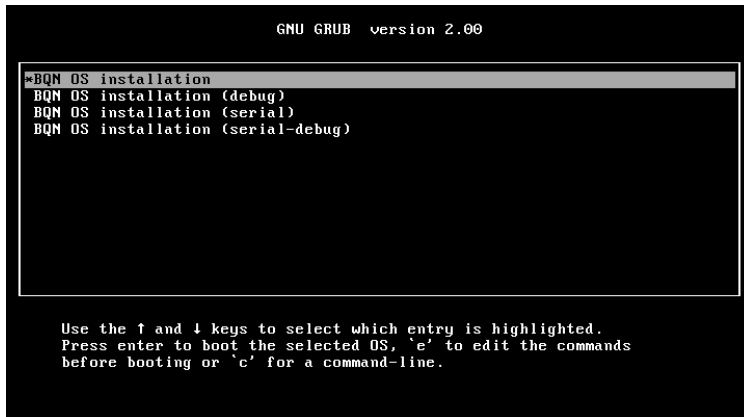 GNU GRUB  version 2.00
*BQN OS installation
BQN OS installation (debug)
BQN OS installation (serial)
BQN OS installation (serial-debug)
Use the ↑ and ↓ keys to select which entry is highlighted.
Press enter to boot the selected OS, `e' to edit the commands
before booting or `c' for a command-line.